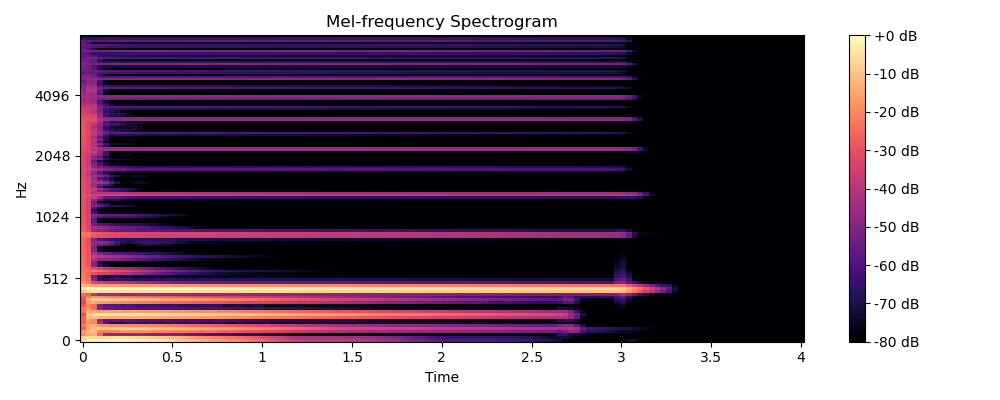 Mel-frequency Spectrogram
Hz
4096
2048
1024
512
0
0
0.5
1
1.5
2
2.5
3
3.5
4
Time
+0 dB
-10 dB
-20 dB
-30 dB
-40 dB
-50 dB
-60 dB
-70 dB
-80 dB